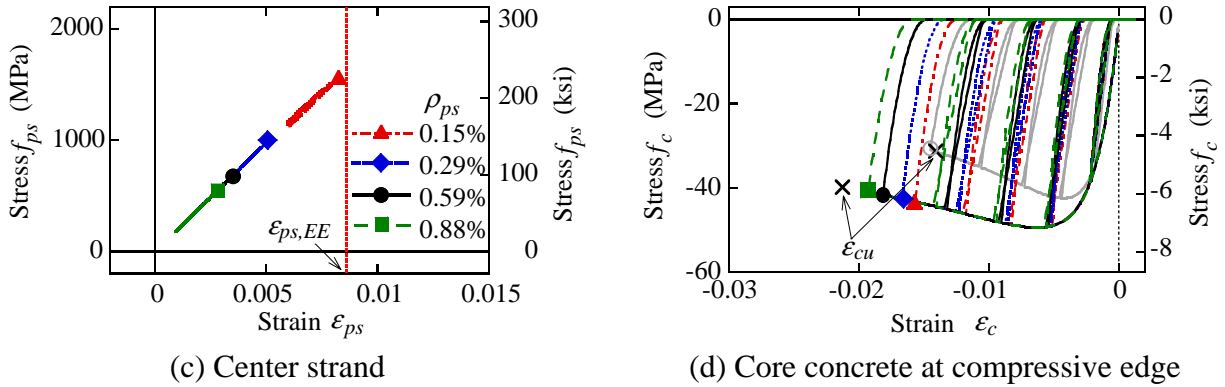 2000
1000
0
Stress f_ps (MPa)
300
200
100
0
Stress f_ps (ksi)
ρ_ps
0.15%
0.29%
0.59%
0.88%
ε_ps,EE
0
0.005
0.01
0.015
Strain ε_ps
(c) Center strand
0
-20
-40
-60
Stress f_c (MPa)
0
-2
-4
-6
-8
Stress f_c (ksi)
ε_cu
-0.03
-0.02
-0.01
0
Strain ε_c
(d) Core concrete at compressive edge